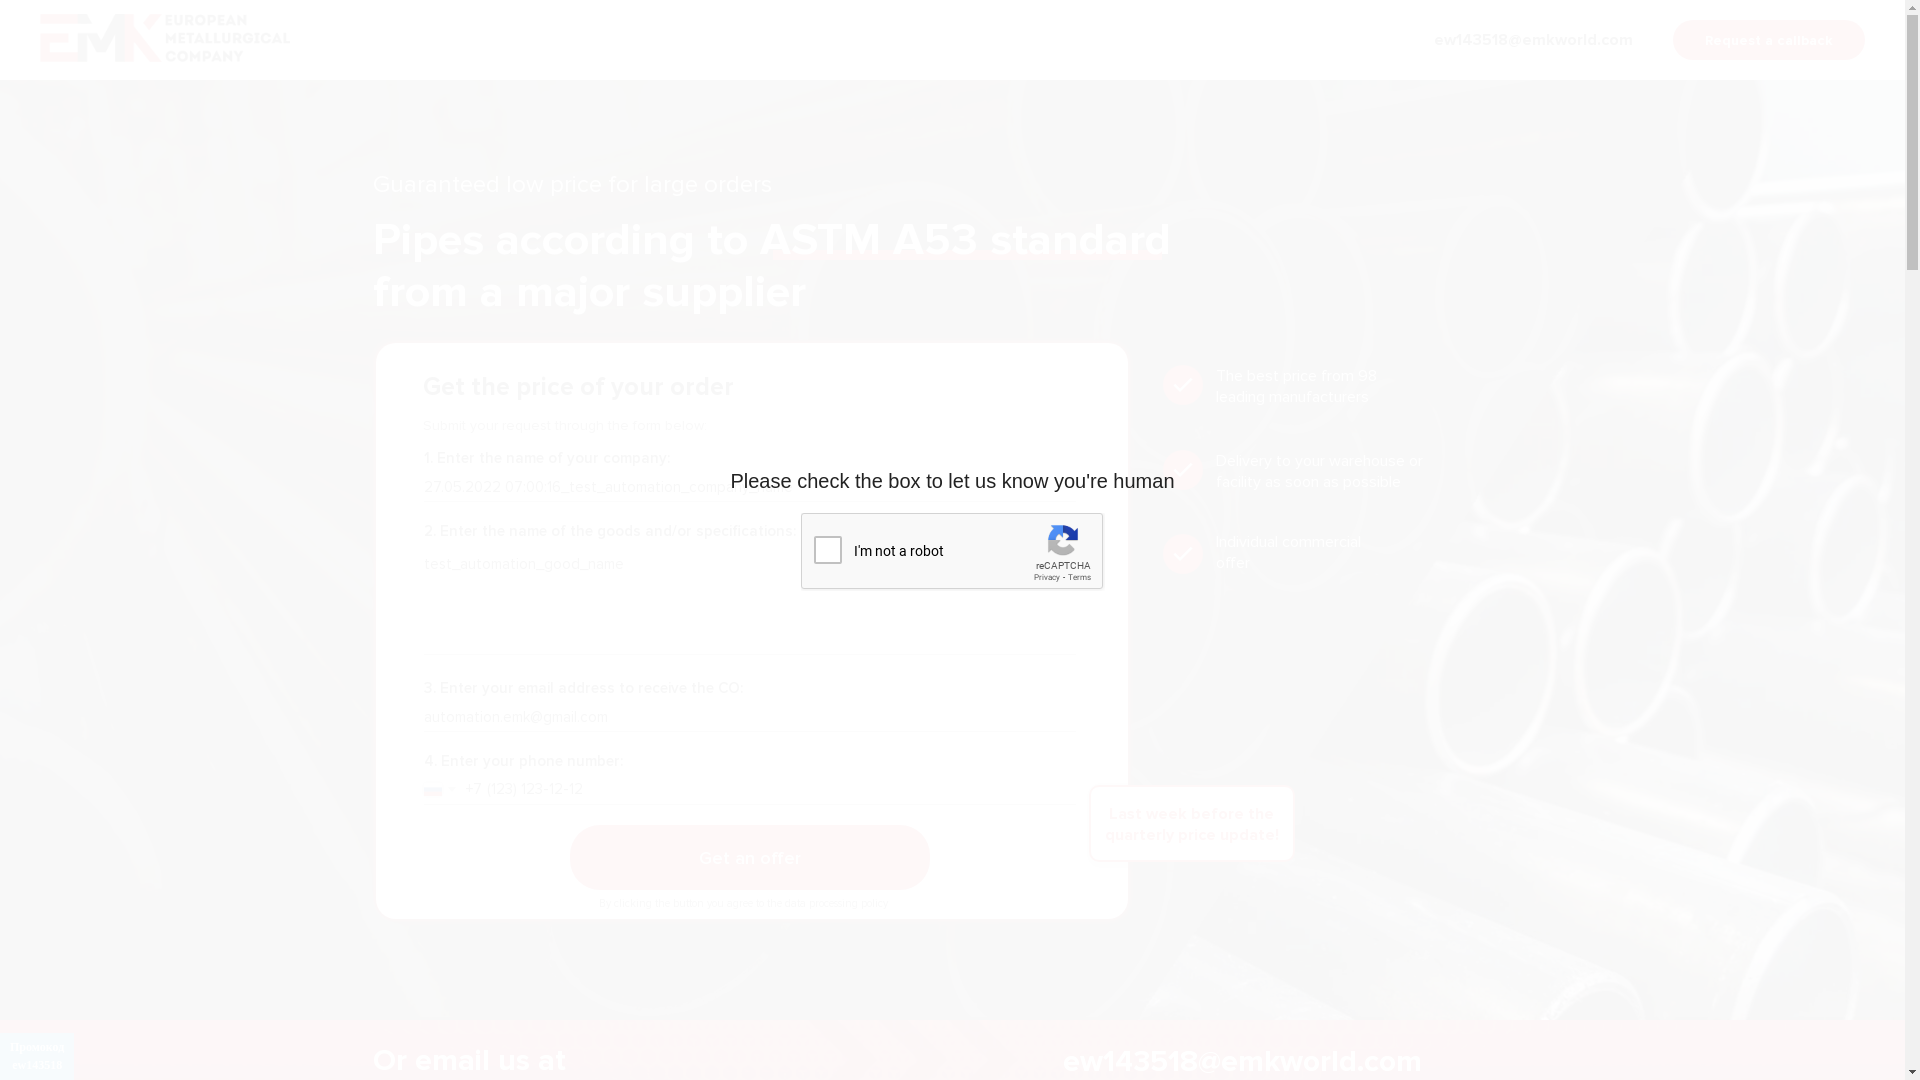 EMK EUROPEAN
METALLURGICAL
COMPANY
ew143518@emkworld.com
Request a callback
Guaranteed low price for large orders
Pipes according to ASTM A53 standard
from a major supplier
Get the price of your order
Submit your request through the form below
1. Enter the name of your company:
27.05.2022 07:00:16_test_automation_company_name
2. Enter the name of the goods and/or specifications:
test_automation_good_name
3. Enter your email address to receive the CO:
automation.emk@gmail.com
4. Enter your phone number:
+7 (123) 123-12-12
Get an offer
The best price from 98
leading manufacturers
Delivery to your warehouse or
facility as soon as possible
Individual commercial
offer
Last week before the
quarterly price update!
Please check the box to let us know you're human
I'm not a robot
reCAPTCHA
Privacy - Terms
Or email us at
ew143518@emkworld.com